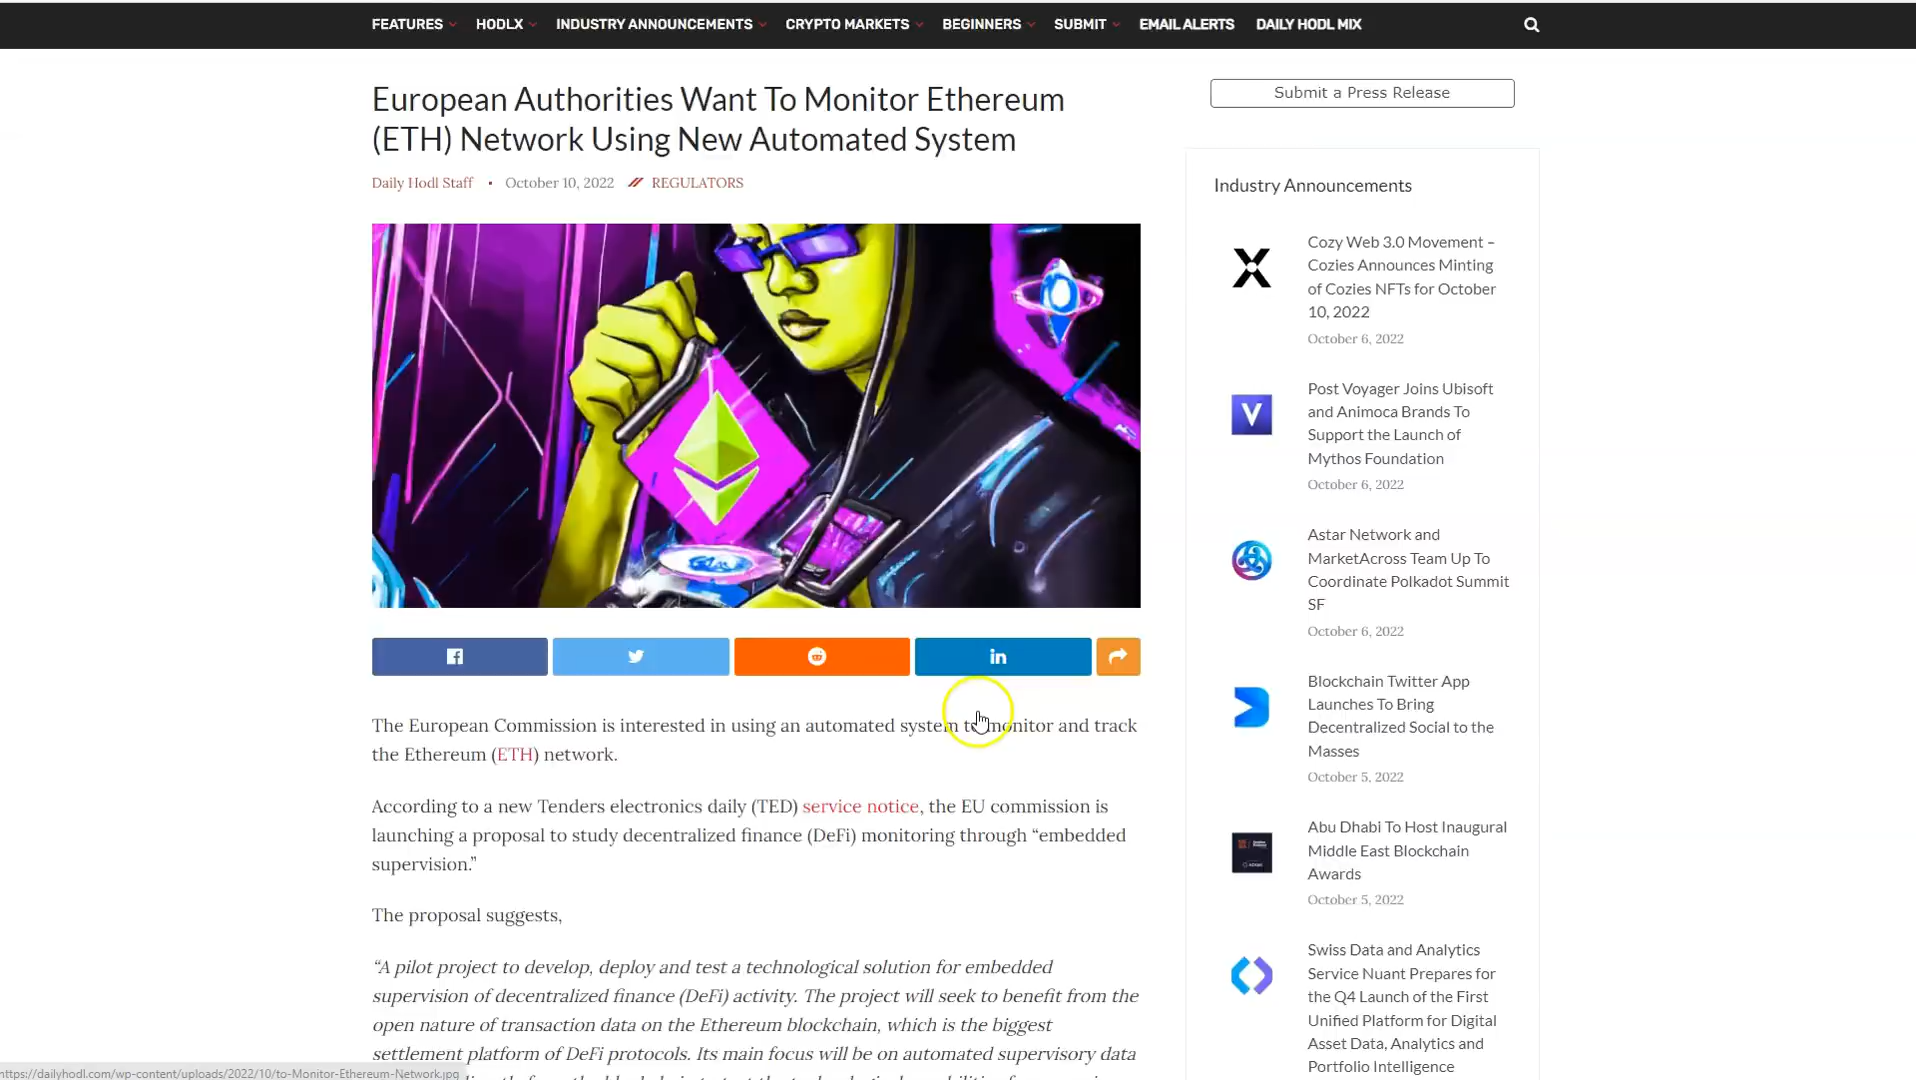 FEATURES HODLX INDUSTRY ANNOUNCEMENTS CRYPTO MARKETS BEGINNERS SUBMIT EMAIL ALERTS DAILY HODL MIX
European Authorities Want To Monitor Ethereum
(ETH) Network Using New Automated System
Daily Hodl Staff • October 10, 2022 REGULATORS
The European Commission is interested in using an automated system to monitor and track
the Ethereum (ETH) network.
According to a new Tenders electronics daily (TED) service notice, the EU commission is
launching a proposal to study decentralized finance (DeFi) monitoring through “embedded
supervision.”
The proposal suggests,
“A pilot project to develop, deploy and test a technological solution for embedded
supervision of decentralized finance (DeFi) activity. The project will seek to benefit from the
open nature of transaction data on the Ethereum blockchain, which is the biggest
settlement platform of DeFi protocols. Its main focus will be on automated supervisory data
Submit a Press Release
Industry Announcements
Cozy Web 3.0 Movement –
Cozies Announces Minting
of Cozies NFTs for October
10, 2022
October 6, 2022
Post Voyager Joins Ubisoft
and Animoca Brands To
Support the Launch of
Mythos Foundation
October 6, 2022
Astar Network and
MarketAcross Team Up To
Coordinate Polkadot Summit
SF
October 6, 2022
Blockchain Twitter App
Launches To Bring
Decentralized Social to the
Masses
October 5, 2022
Abu Dhabi To Host Inaugural
Middle East Blockchain
Awards
October 5, 2022
Swiss Data and Analytics
Service Nuant Prepares for
the Q4 Launch of the First
Unified Platform for Digital
Asset Data, Analytics and
Portfolio Intelligence
https://dailyhodl.com/wp-content/uploads/2022/10/to-Monitor-Ethereum-Network.jpg